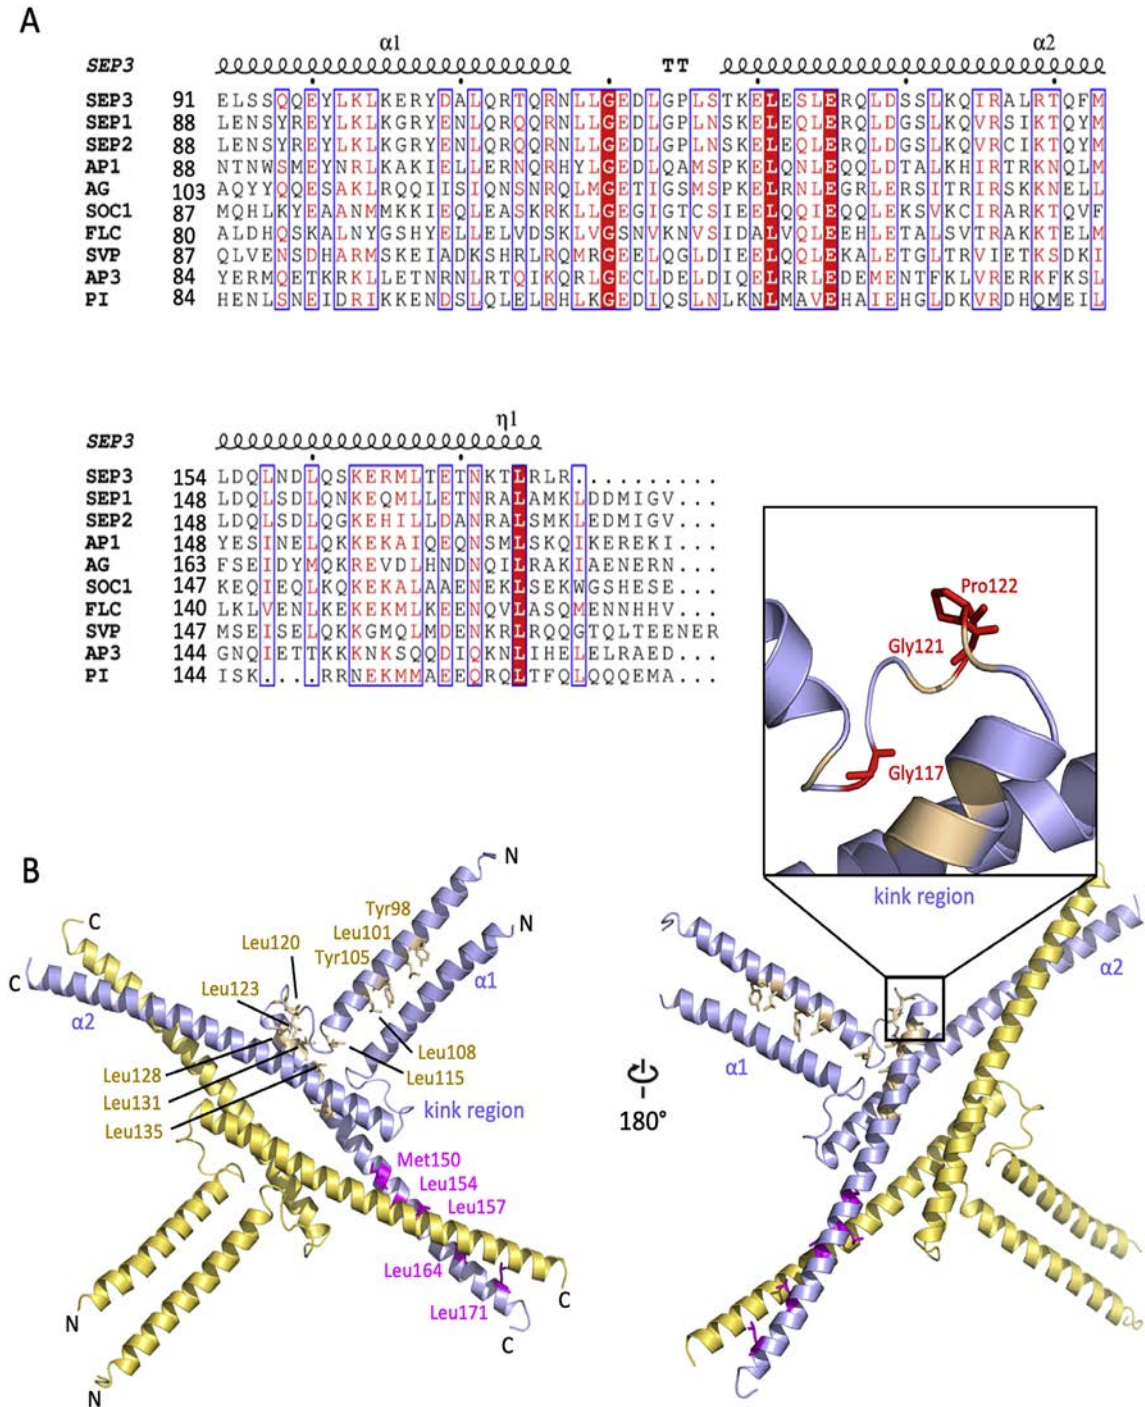 A
α1 α2
SEP3 TT
SEP3 91 ELSSQQEYLKLKERYDALQRTQRNLLGEDLGPLSTKELESLERQLDSSLKQIRALRTQFM
SEP1 88 LENSYREYLKLKGRYENLQRQQRNLLGEDLGPLNSKELEQLERQLDGSLKQVRSIKTQYM
SEP2 88 LENSYREYLKLKGRYENLQRQQRNLLGEDLGPLNSKELEQLERQLDGSLKQVRCIKTQYM
AP1 88 NTNWSMEYNRLKAKIELLERNQRHYLGEDLQAMSPKELQNLEQQLDTALKHIRTRKNQLM
AG 103 AQYYQQESAKLRQQIISIQNSNRQLMGETIGSMSPKELRNLEGRLERSITRIRSKKNELL
SOC1 87 MQHLKYEAANMMKKIEQLEASKRKLLGEGIGTCSIEELQQIEQQLEKSVKCIRARKTQVF
FLC 80 ALDHQSKALNYGSHYELLELVDSKLVGSNVKNVSIDALVQLEEHLETALSVTRAKKTELM
SVP 87 QLVENSDHARMSKEIADKSHRLRQMRGEELQGLDIEELQQLEKALETGLTRVIETKSDKI
AP3 84 YERMQETKRKLLETNRNLRTQIKQRLGECLDELDIQELRRLEDEMENTFKLVRERKFKSL
PI 84 HENLSNEIDRIKKENDSLQLELRHLKGEDIQSLNLKNLMAVEHAIEHGLDKVRDHQMEIL
η1
SEP3
SEP3 154 LDQLNDLQSKERMLTETNKTLRLR..........
SEP1 148 LDQLSDLQNKEQMLLETNRALAMKLDDMIGV...
SEP2 148 LDQLSDLQGKEHILLDANRALSMKLEDMIGV...
AP1 148 YESINELQKKEKAIQEQNSMLSKQIKEREKI...
AG 163 FSEIDYMQKREVDLHNDNQILRAKIAENERN...
SOC1 147 KEQIEQLKQKEKALAAENEKLSEKWGSHESE...
FLC 140 LKLVENLKEKEKMLKEENQVLASQMENNHHV...
SVP 147 MSEISELQKKGMQLMDENKRLRQQGTQLTEENER
AP3 144 GNQIETTKKKNKSQQDIQKNLIHELELRAED...
PI 144 ISK....RRNEKMMAEEQRQLTFQLQQQEMA...
Pro122
Gly121
Gly117
kink region
B
N
C
Tyr98
Leu120
Leu101
N
Tyr105
α1
C
Leu123
α2
α2
Leu108
Leu128
Leu115
α1
Leu131
kink region
Leu135
180°
Met150
Leu154
Leu157
Leu164
C
Leu171
N
C
N